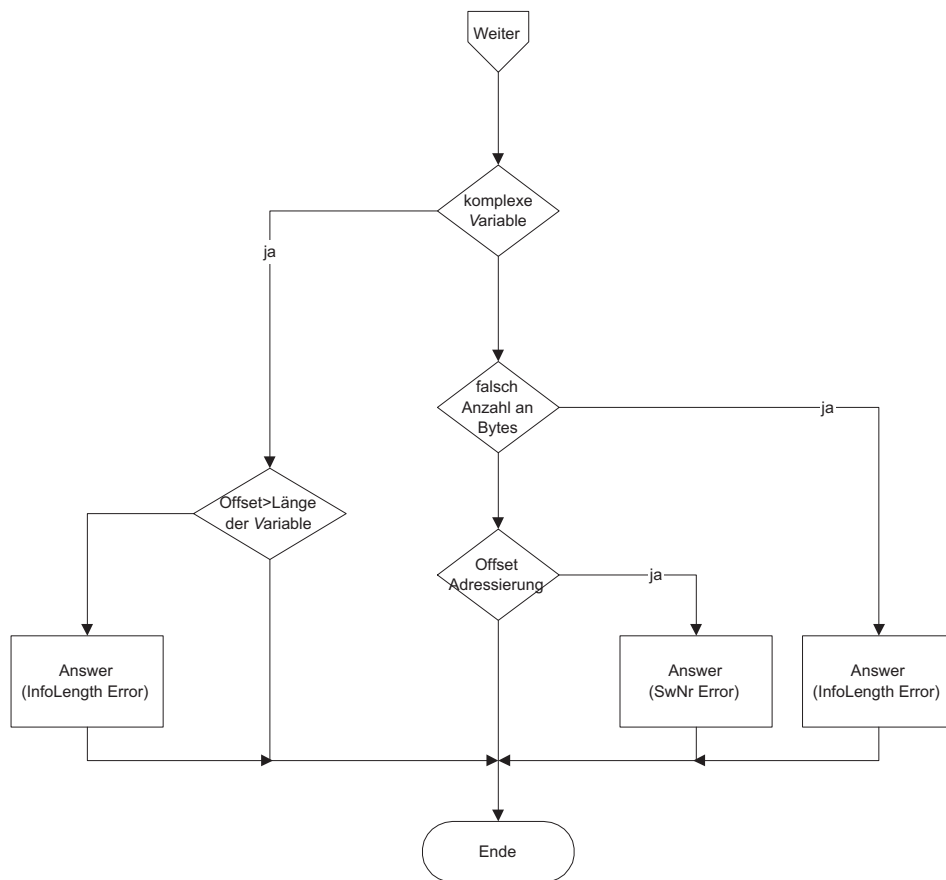 Weiter
komplexe
Variable
ja
falsch
Anzahl an
Bytes
ja
Offset>Länge
der Variable
Offset
Adressierung
ja
Answer
(InfoLength Error)
Answer
(SwNr Error)
Answer
(InfoLength Error)
Ende